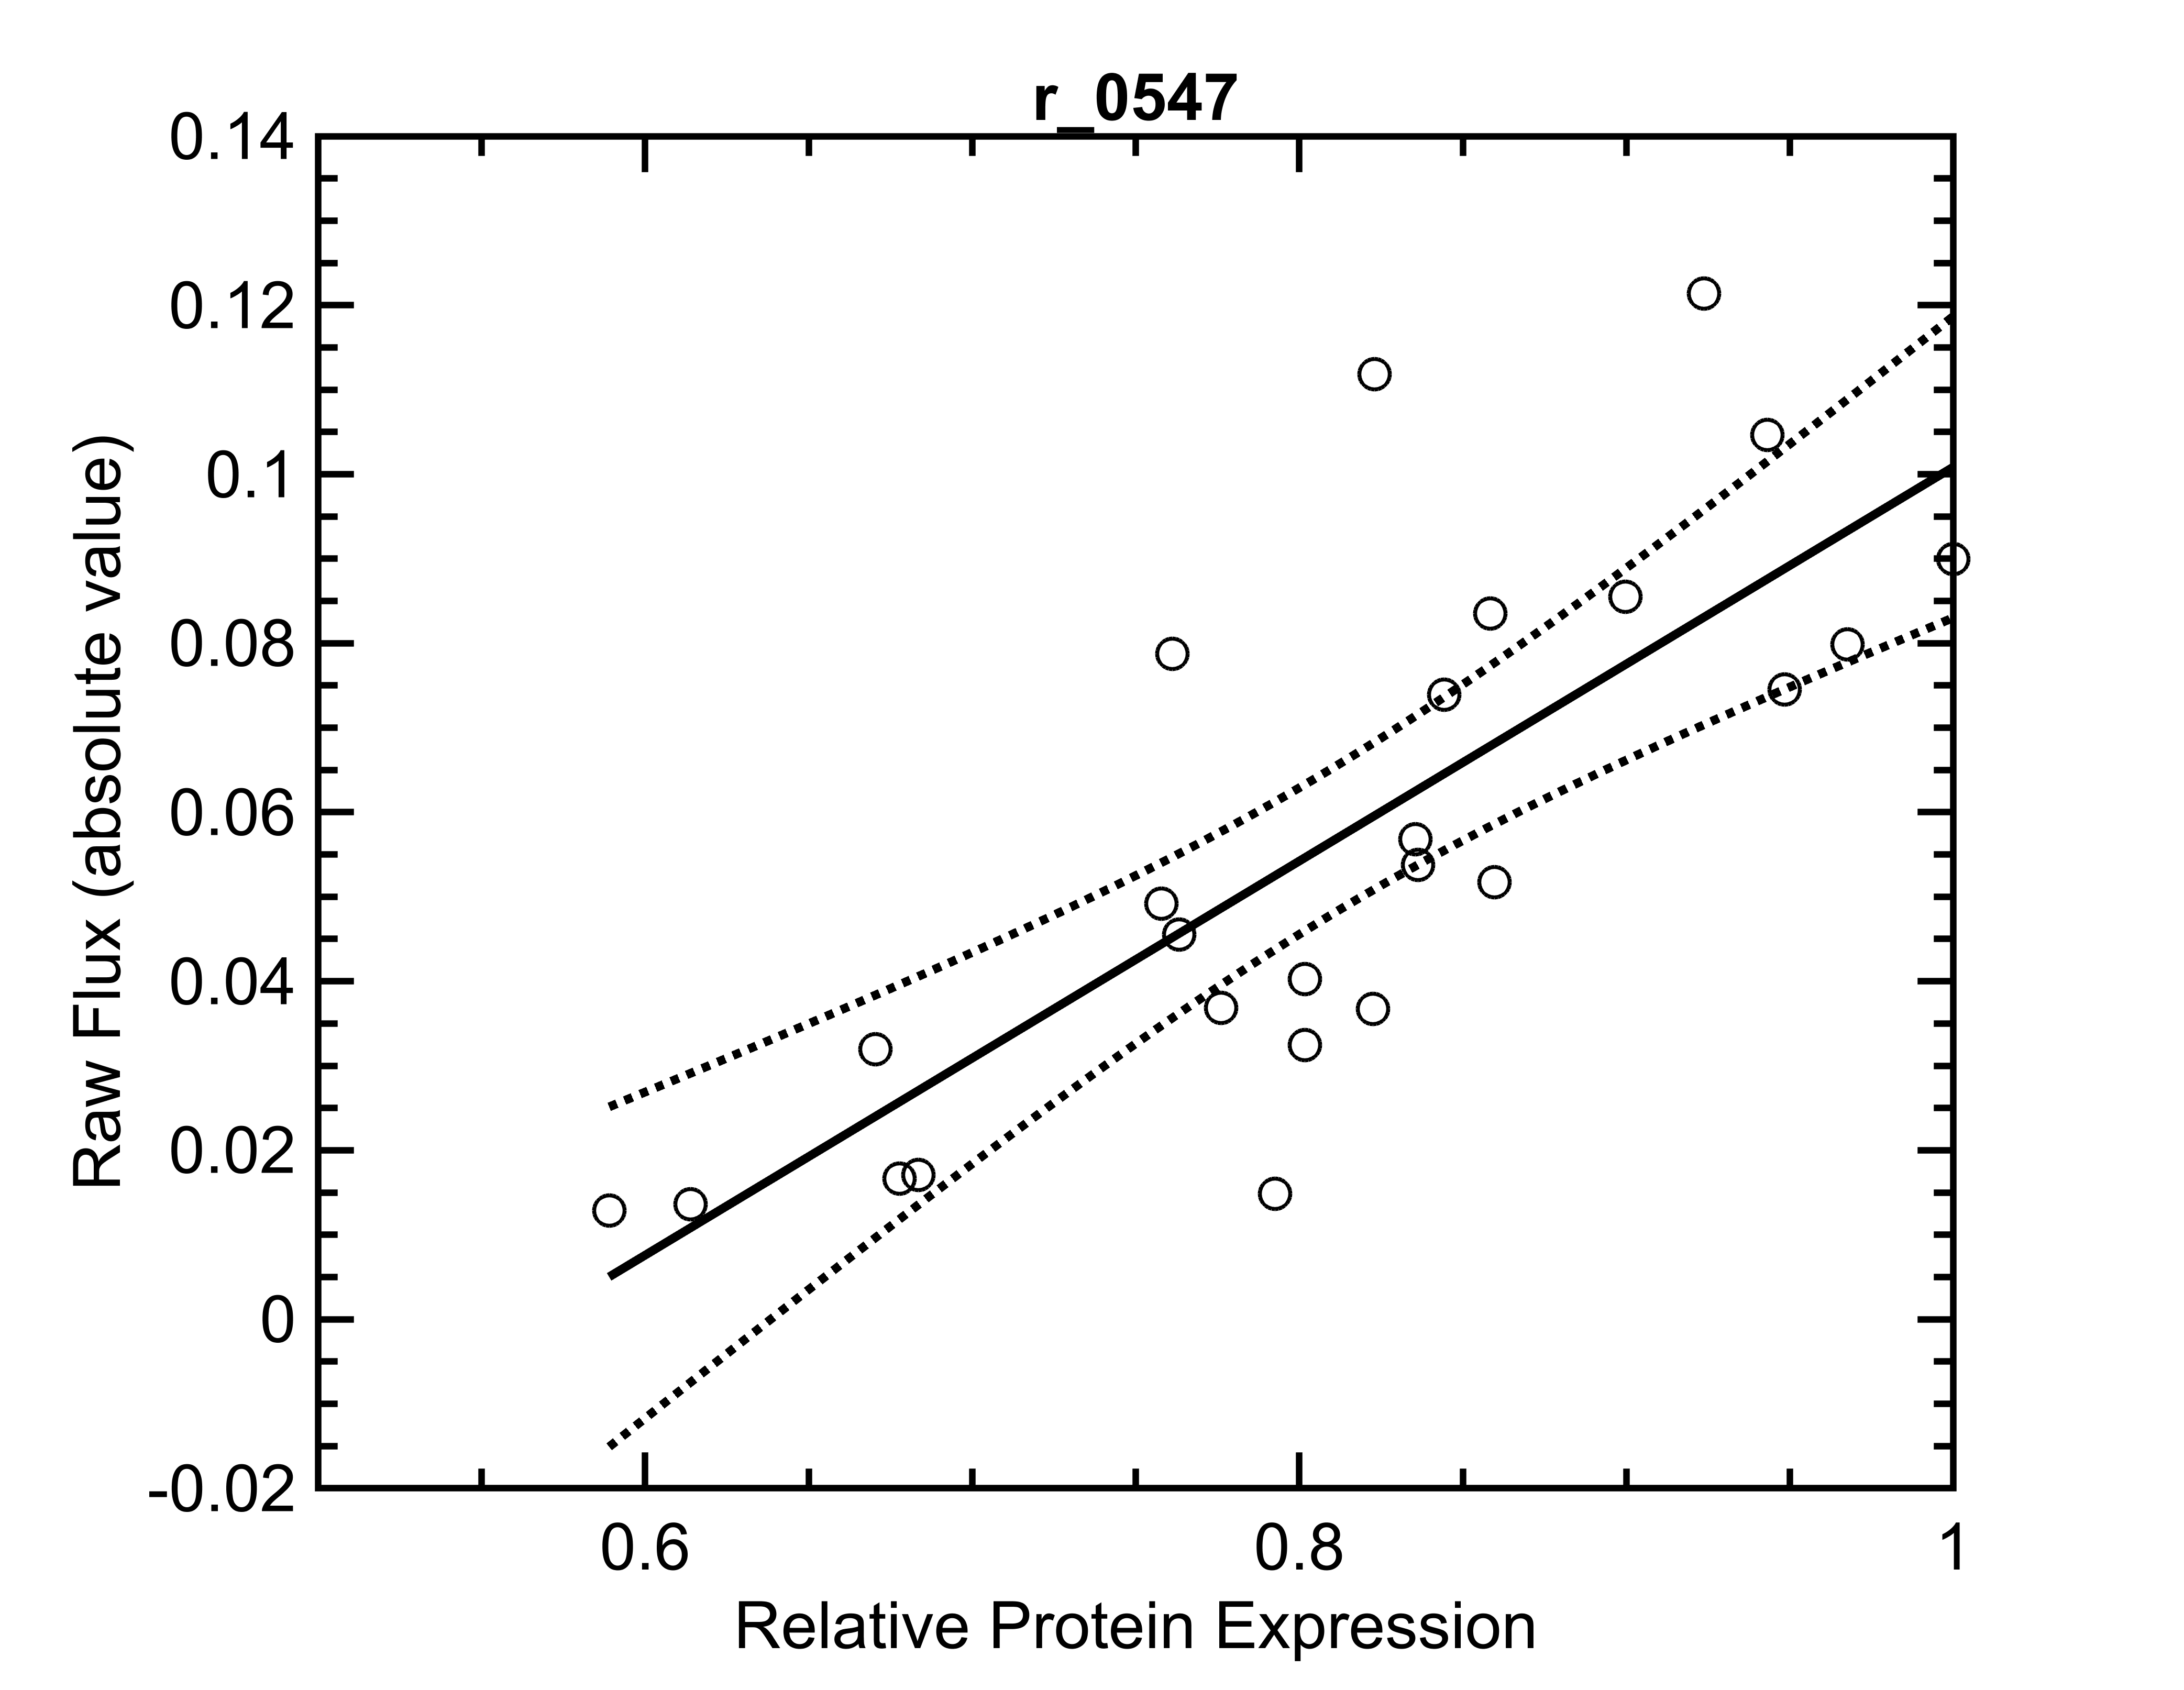 r_0547
0.14
0.12
0.1
0.08
0.06
0.04
0.02
0
-0.02
Raw Flux (absolute value)
0.6 0.8 1
Relative Protein Expression